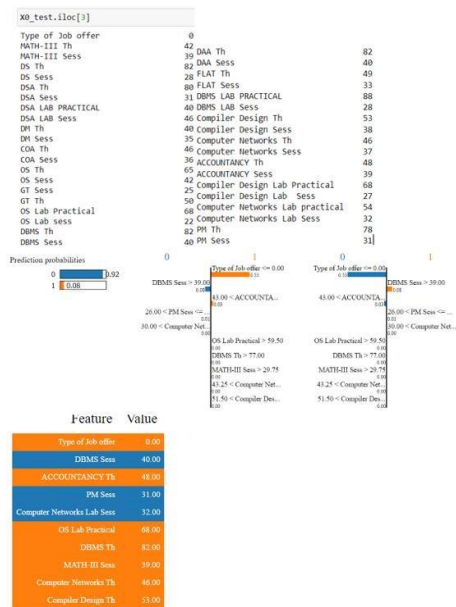 X0_test.iloc[3]
Type of Job offer 0
MATH-III Th 42
MATH-III Sess 39
DS Th 82
DS Sess 28
DSA Th 80
DSA Sess 31
DSA LAB PRACTICAL 40
DSA LAB Sess 46
DM Th 40
DM Sess 35
COA Th 46
COA Sess 36
OS Th 65
OS Sess 42
GT Sess 25
GT Th 50
OS Lab Practical 68
OS Lab sess 22
DBMS Th 82
DBMS Sess 40
DAA Th 82
DAA Sess 40
FLAT Th 49
FLAT Sess 33
DBMS LAB PRACTICAL 88
DBMS LAB Sess 28
Compiler Design Th 53
Compiler Design Sess 38
Computer Networks Th 46
Computer Networks Sess 37
ACCOUNTANCY Th 48
ACCOUNTANCY Sess 39
Compiler Design Lab Practical 68
Compiler Design Lab Sess 27
Computer Networks Lab practical 54
Computer Networks Lab Sess 32
PM Th 78
PM Sess 31
Prediction probabilities
0 0.92
1 0.08
0 1
Type of Job offer <= 0.00
DBMS Sess > 39.00
43.00 < ACCOUNTA...
26.00 < PM Sess <= ...
30.00 < Computer Net...
OS Lab Practical > 59.50
DBMS Th > 77.00
MATH-III Sess > 29.75
43.25 < Computer Net...
51.50 < Compiler Des...
0 1
Type of Job offer <= 0.00
DBMS Sess > 39.00
43.00 < ACCOUNTA...
26.00 < PM Sess <= ...
30.00 < Computer Net...
OS Lab Practical > 59.50
DBMS Th > 77.00
MATH-III Sess > 29.75
43.25 < Computer Net...
51.50 < Compiler Des...
Feature Value
Type of Job offer 0.00
DBMS Sess 40.00
ACCOUNTANCY Th 48.00
PM Sess 31.00
Computer Networks Lab Sess 32.00
OS Lab Practical 68.00
DBMS Th 82.00
MATH-III Sess 39.00
Computer Networks Th 46.00
Compiler Design Th 53.00